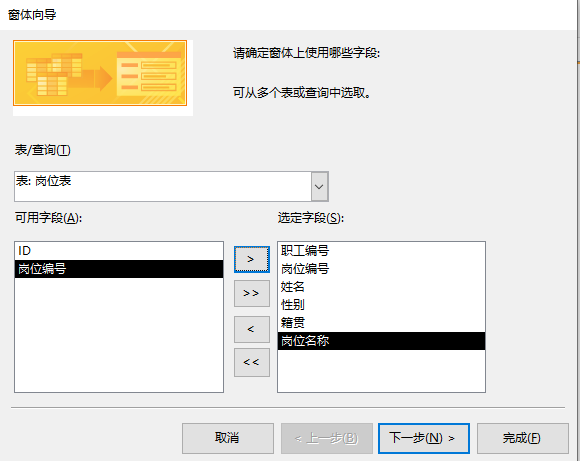 窗体向导
请确定窗体上使用哪些字段:
可从多个表或查询中选取。
表/查询(T)
表: 岗位表
可用字段(A):
选定字段(S):
ID
岗位编号
>
>>
<
<<
职工编号
岗位编号
姓名
性别
籍贯
岗位名称
取消
< 上一步(B)
下一步(N) >
完成(F)